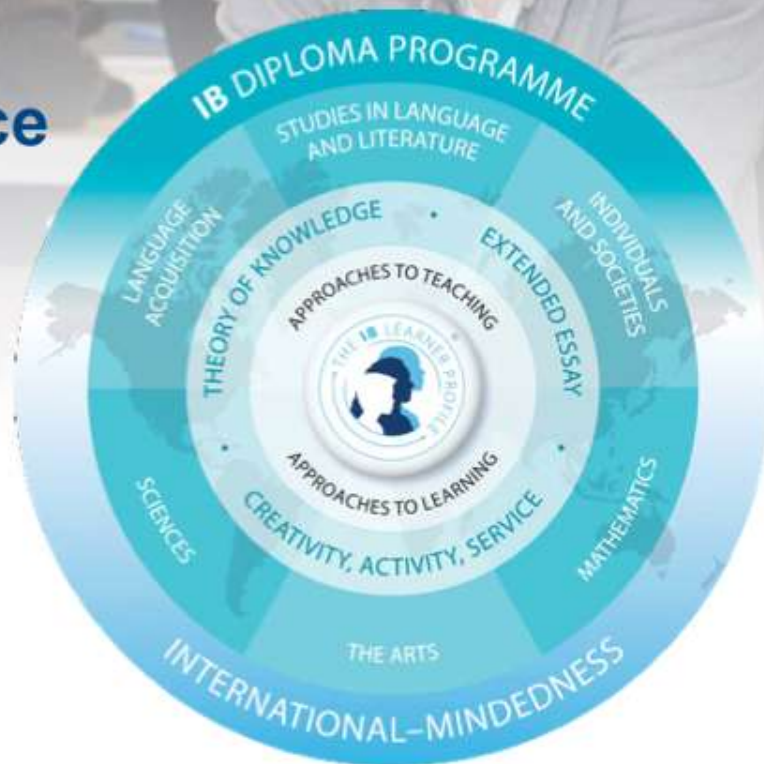 ce
IB DIPLOMA PROGRAMME
STUDIES IN LANGUAGE
AND LITERATURE
LANGUAGE
ACQUISITION
INDIVIDUALS
AND SOCIETIES
THEORY OF KNOWLEDGE
EXTENDED ESSAY
APPROACHES TO TEACHING
THE IB LEARNER PROFILE
APPROACHES TO LEARNING
CREATIVITY, ACTIVITY, SERVICE
SCIENCES
MATHEMATICS
THE ARTS
INTERNATIONAL–MINDEDNESS